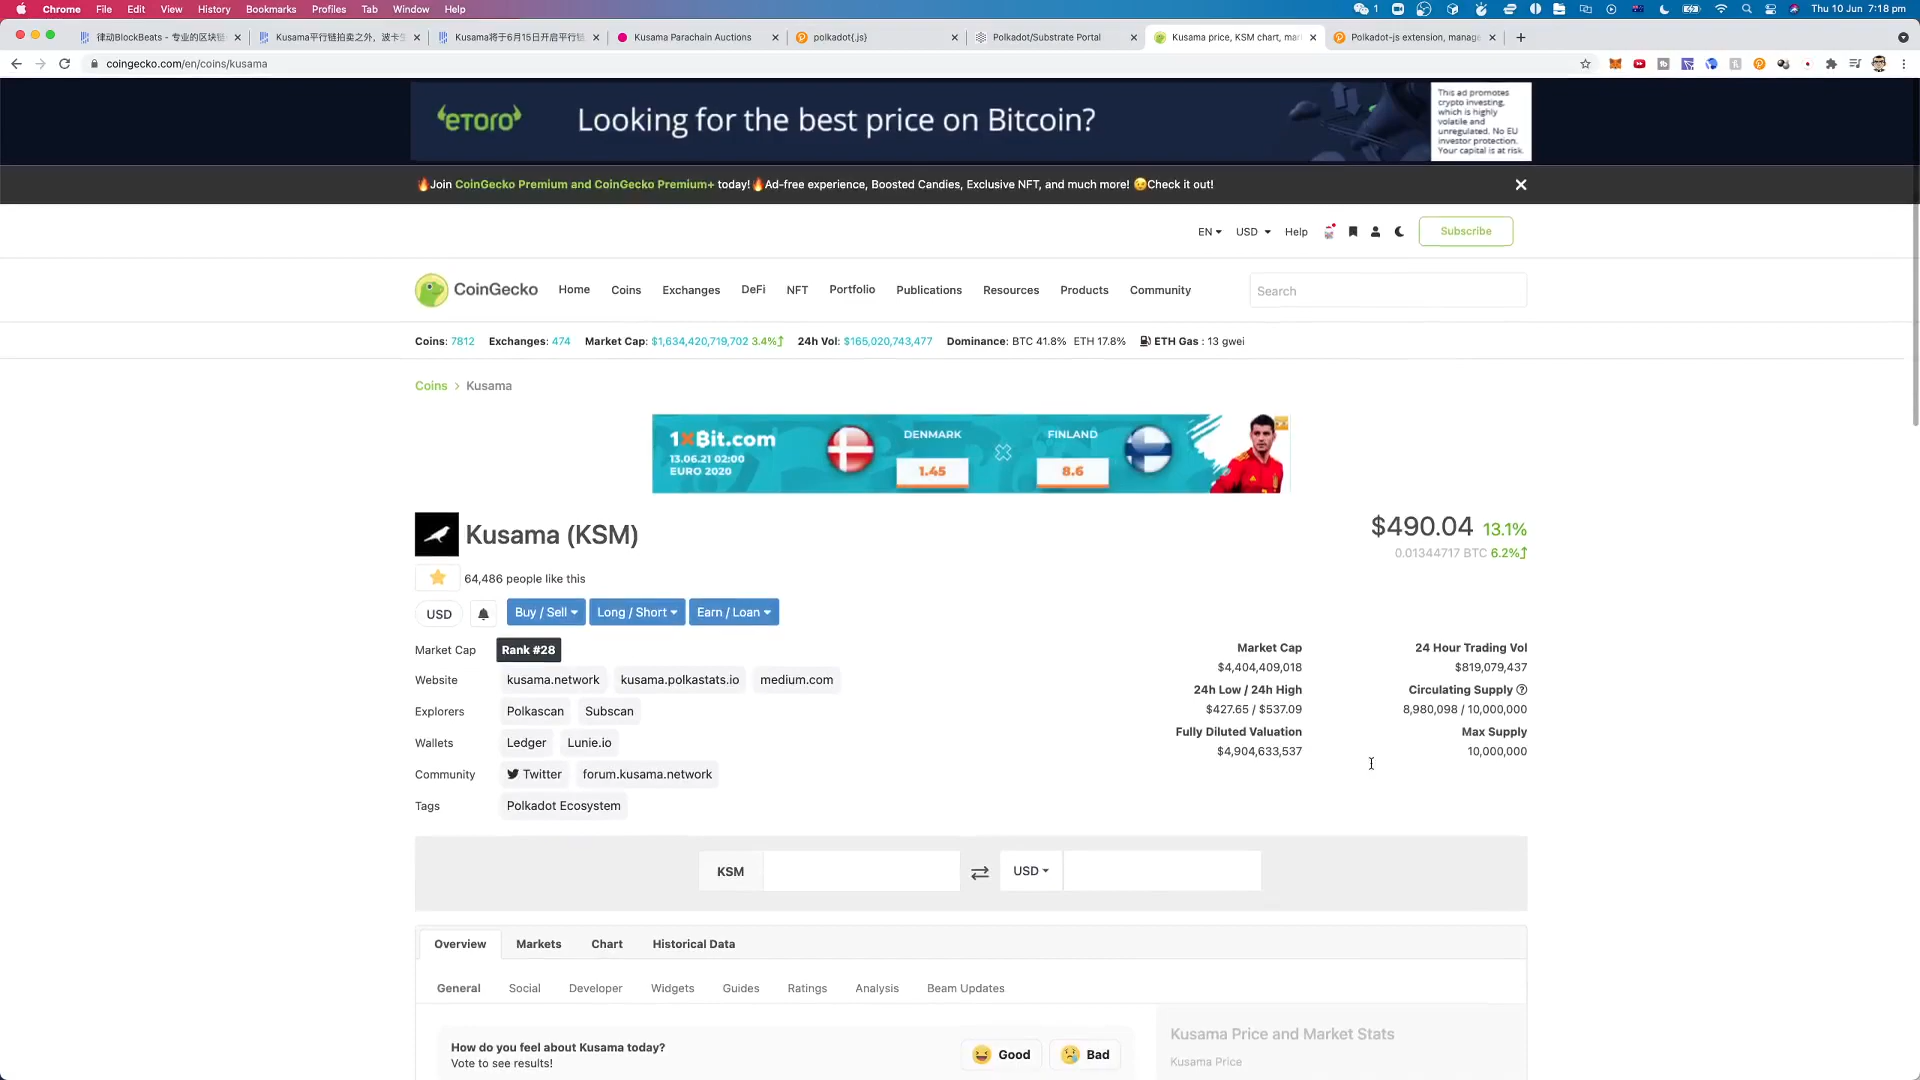 Chrome File Edit View History Bookmarks Profiles Tab Window Help
1
Thu 10 Jun 7:18 pm
律动BlockBeats - 专业的区块链
Kusama平行链拍卖之外，波卡生
Kusama将于6月15日开启平行链
Kusama Parachain Auctions
polkadot{.js}
Polkadot/Substrate Portal
Kusama price, KSM chart, mar
Polkadot-js extension, manage
coingecko.com/en/coins/kusama
eToro
Looking for the best price on Bitcoin?
This ad promotes
crypto investing,
which is highly
volatile and
unregulated. No EU
investor protection.
Your capital is at risk.
Join CoinGecko Premium and CoinGecko Premium+ today! Ad-free experience, Boosted Candies, Exclusive NFT, and much more! Check it out!
EN USD Help Subscribe
CoinGecko Home Coins Exchanges DeFi NFT Portfolio Publications Resources Products Community Search
Coins: 7812 Exchanges: 474 Market Cap: $1,634,420,719,702 3.4% 24h Vol: $165,020,743,477 Dominance: BTC 41.8% ETH 17.8% ETH Gas : 13 gwei
Coins > Kusama
1XBit.com
13.06.21 02:00
EURO 2020
DENMARK
1.45
FINLAND
8.6
Kusama (KSM)
$490.04 13.1%
0.01344717 BTC 6.2%
64,486 people like this
USD Buy / Sell Long / Short Earn / Loan
Market Cap Rank #28
Website kusama.network kusama.polkastats.io medium.com
Explorers Polkascan Subscan
Wallets Ledger Lunie.io
Community Twitter forum.kusama.network
Tags Polkadot Ecosystem
Market Cap
$4,404,409,018
24 Hour Trading Vol
$819,079,437
24h Low / 24h High
$427.65 / $537.09
Circulating Supply
8,980,098 / 10,000,000
Fully Diluted Valuation
$4,904,633,537
Max Supply
10,000,000
KSM USD
Overview Markets Chart Historical Data
General Social Developer Widgets Guides Ratings Analysis Beam Updates
How do you feel about Kusama today?
Vote to see results!
Good Bad
Kusama Price and Market Stats
Kusama Price